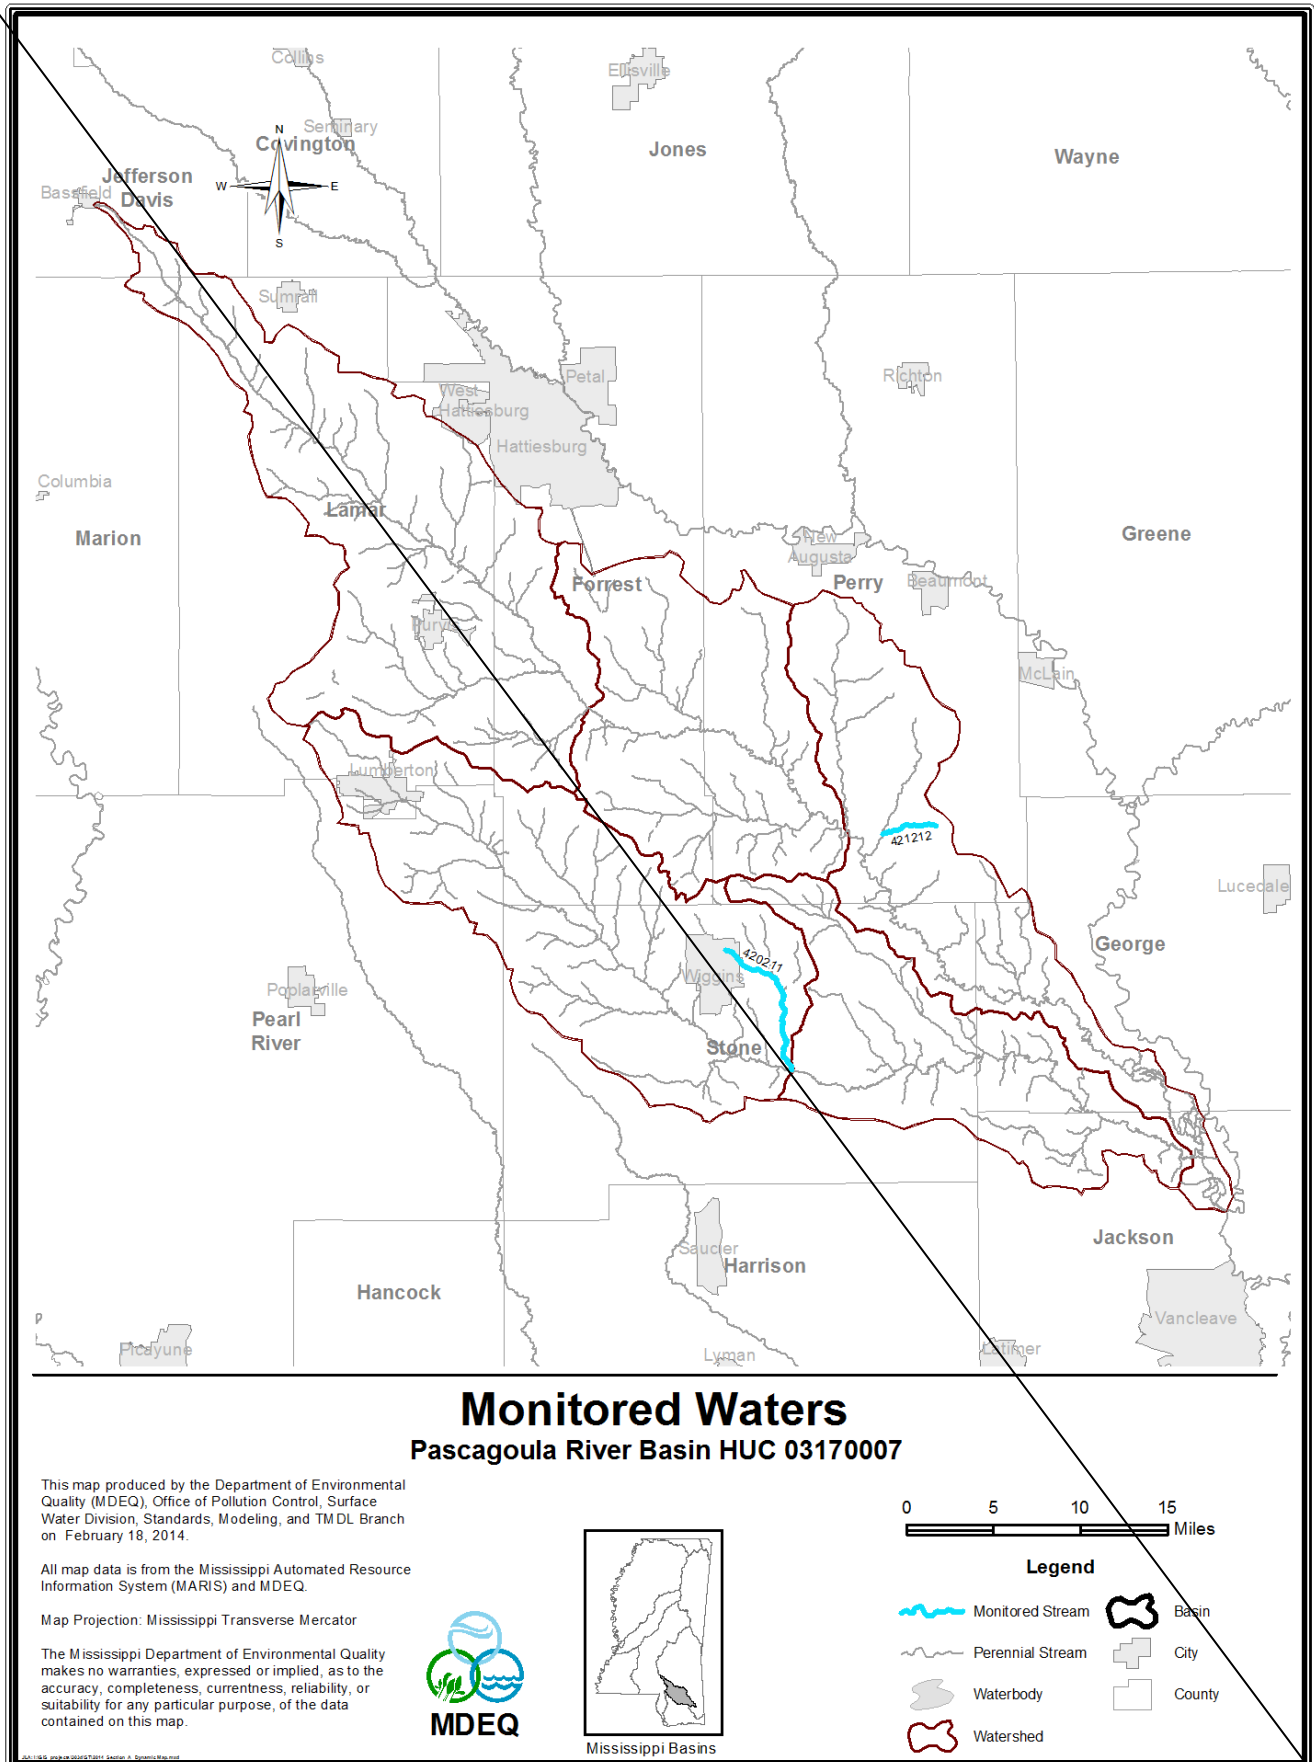 Collins
Ellisville
Seminary
N
Covington
Jones
Wayne
Jefferson
Davis
W
E
Bassfield
S
Sumrall
Petal
Richton
West
Hattiesburg
Hattiesburg
Columbia
Lamar
Marion
Greene
New
Augusta
Forrest
Perry
Beaumont
Purvis
McLain
Lumberton
421212
Lucedale
George
420211
Wiggins
Poplarville
Pearl
River
Stone
Jackson
Saucier
Harrison
Hancock
Vancleave
Picayune
Lyman
Latimer
Monitored Waters
Pascagoula River Basin HUC 03170007
This map produced by the Department of Environmental
Quality (MDEQ), Office of Pollution Control, Surface
Water Division, Standards, Modeling, and TMDL Branch
on February 18, 2014.
All map data is from the Mississippi Automated Resource
Information System (MARIS) and MDEQ.
Map Projection: Mississippi Transverse Mercator
The Mississippi Department of Environmental Quality
makes no warranties, expressed or implied, as to the
accuracy, completeness, currentness, reliability, or
suitability for any particular purpose, of the data
contained on this map.
MDEQ
Mississippi Basins
0 5 10 15
Miles
Legend
Monitored Stream
Basin
Perennial Stream
City
Waterbody
County
Watershed